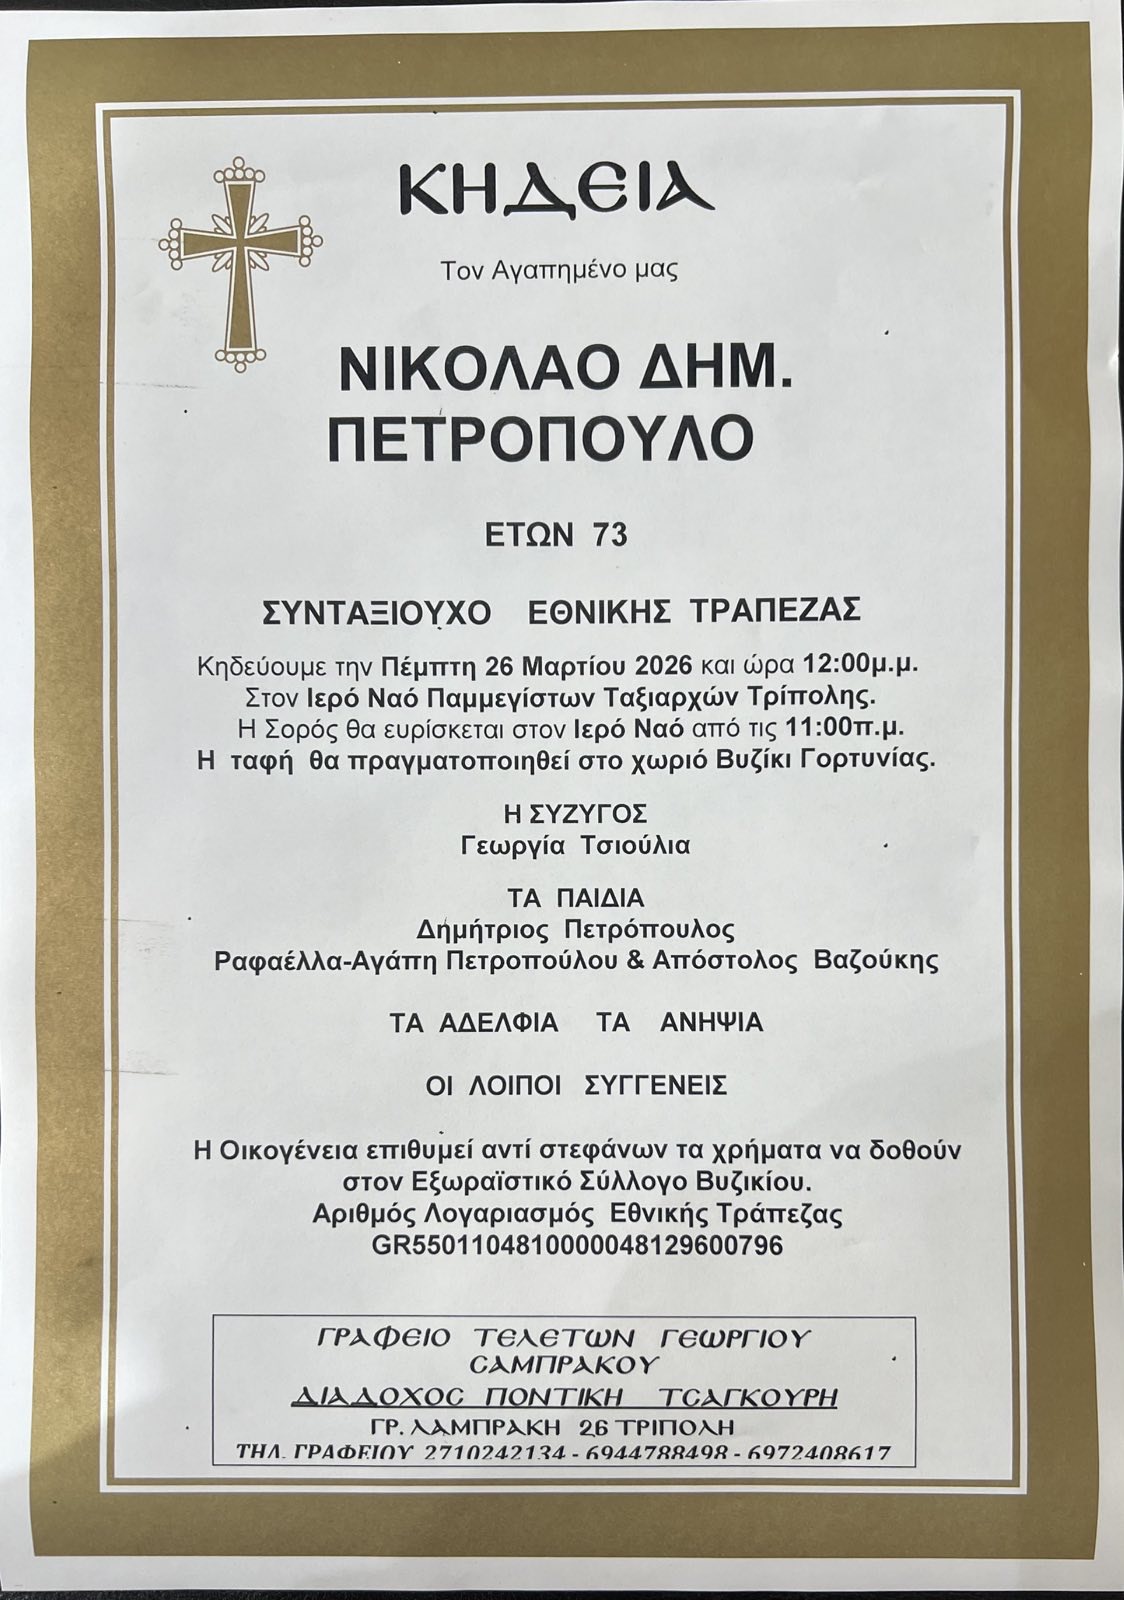 ΚΗΔΕΙΑ
Τον Αγαπημένο μας
ΝΙΚΟΛΑΟ ΔΗΜ.
ΠΕΤΡΟΠΟΥΛΟ
ΕΤΩΝ 73
ΣΥΝΤΑΞΙΟΥΧΟ ΕΘΝΙΚΗΣ ΤΡΑΠΕΖΑΣ
Κηδεύουμε την Πέμπτη 26 Μαρτίου 2026 και ώρα 12:00μ.μ.
Στον Ιερό Ναό Παμμεγίστων Ταξιαρχών Τρίπολης.
Η Σορός θα ευρίσκεται στον Ιερό Ναό από τις 11:00π.μ.
Η ταφή θα πραγματοποιηθεί στο χωριό Βυζίκι Γορτυνίας.
Η ΣΥΖΥΓΟΣ
Γεωργία Τσιούλια
ΤΑ ΠΑΙΔΙΑ
Δημήτριος Πετρόπουλος
Ραφαέλλα-Αγάπη Πετροπούλου & Απόστολος Βαζούκης
ΤΑ ΑΔΕΛΦΙΑ ΤΑ ΑΝΗΨΙΑ
ΟΙ ΛΟΙΠΟΙ ΣΥΓΓΕΝΕΙΣ
Η Οικογένεια επιθυμεί αντί στεφάνων τα χρήματα να δοθούν
στον Εξωραϊστικό Σύλλογο Βυζικίου.
Αριθμός Λογαριασμός Εθνικής Τράπεζας
GR5501104810000048129600796
ΓΡΑΦΕΙΟ ΤΕΛΕΤΩΝ ΓΕΩΡΓΙΟΥ
ΣΑΜΠΡΑΚΟΥ
ΔΙΑΔΟΧΟΣ ΠΟΝΤΙΚΗ ΤΣΑΓΚΟΥΡΗ
ΓΡ. ΛΑΜΠΡΑΚΗ 26 ΤΡΙΠΟΛΗ
ΤΗΛ. ΓΡΑΦΕΙΟΥ 2710242134 - 6944788498 - 6972408617